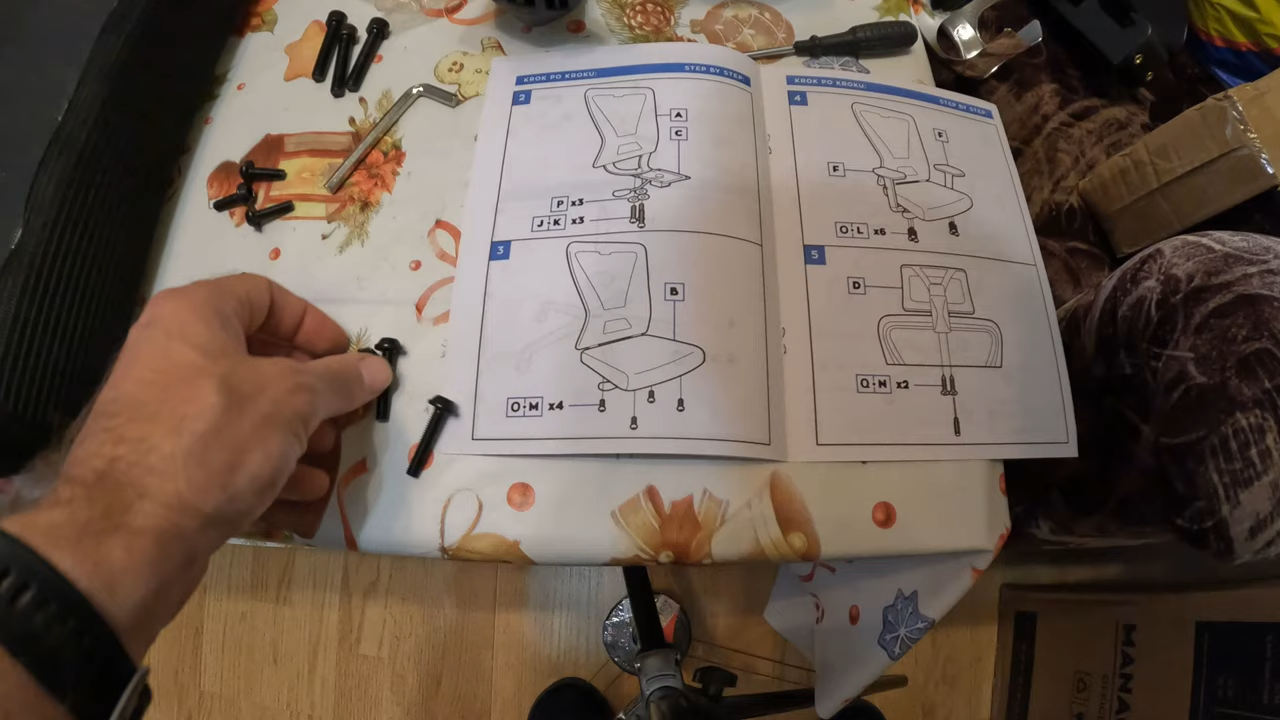 KROK PO KROKU: STEP BY STEP:
2
A
C
P x3
J-K x3
3
B
O-M x4
KROK PO KROKU: STEP BY STEP:
4
F
F
O-L x6
5
D
Q-N x2
MANA